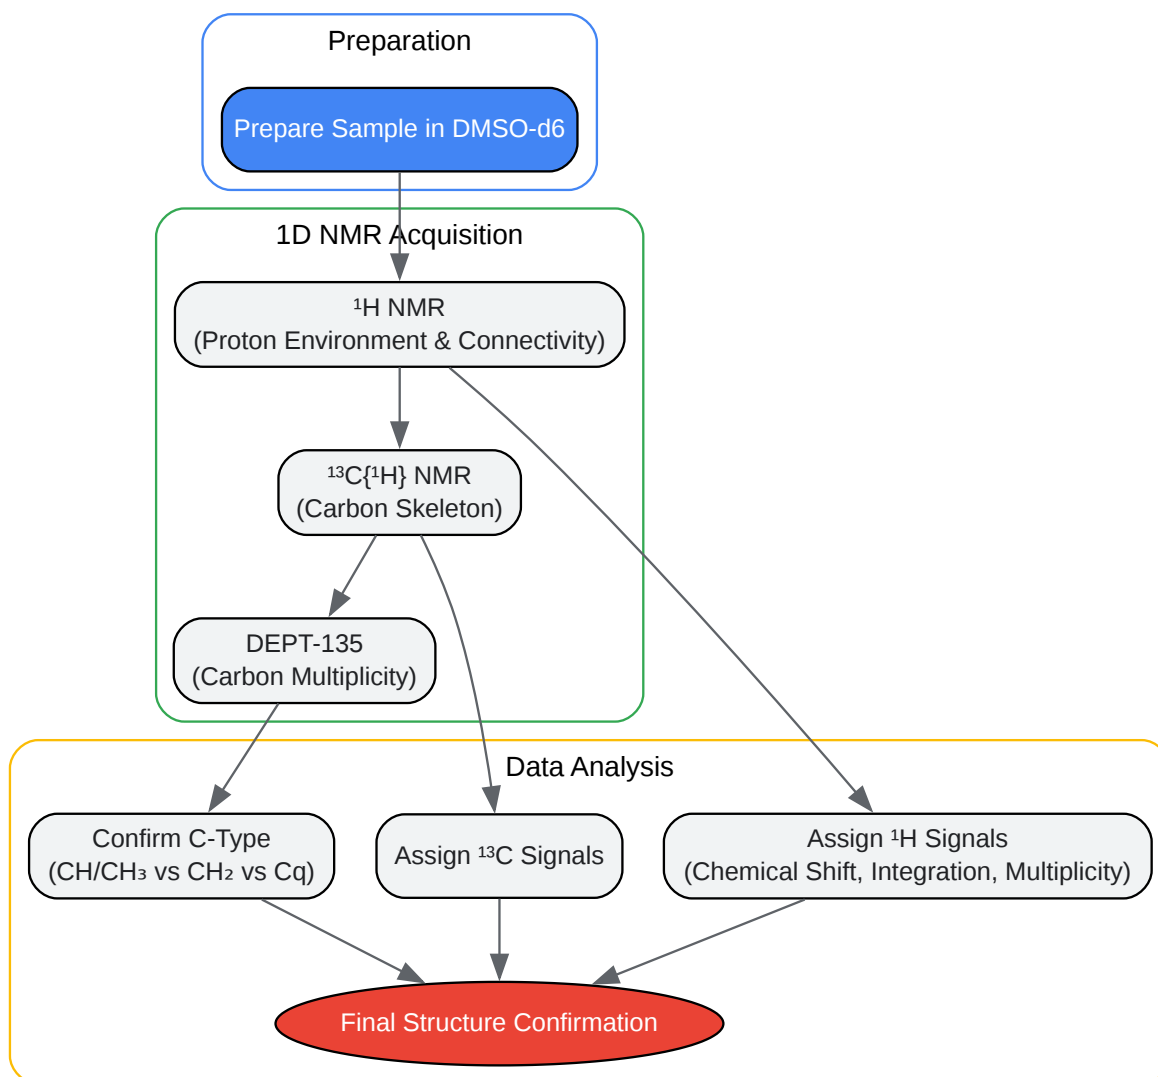 Preparation
Prepare Sample in DMSO-d6
1D NMR Acquisition
¹H NMR
(Proton Environment & Connectivity)
¹³C{¹H} NMR
(Carbon Skeleton)
DEPT-135
(Carbon Multiplicity)
Data Analysis
Confirm C-Type
(CH/CH₃ vs CH₂ vs Cq)
Assign ¹³C Signals
Assign ¹H Signals
(Chemical Shift, Integration, Multiplicity)
Final Structure Confirmation